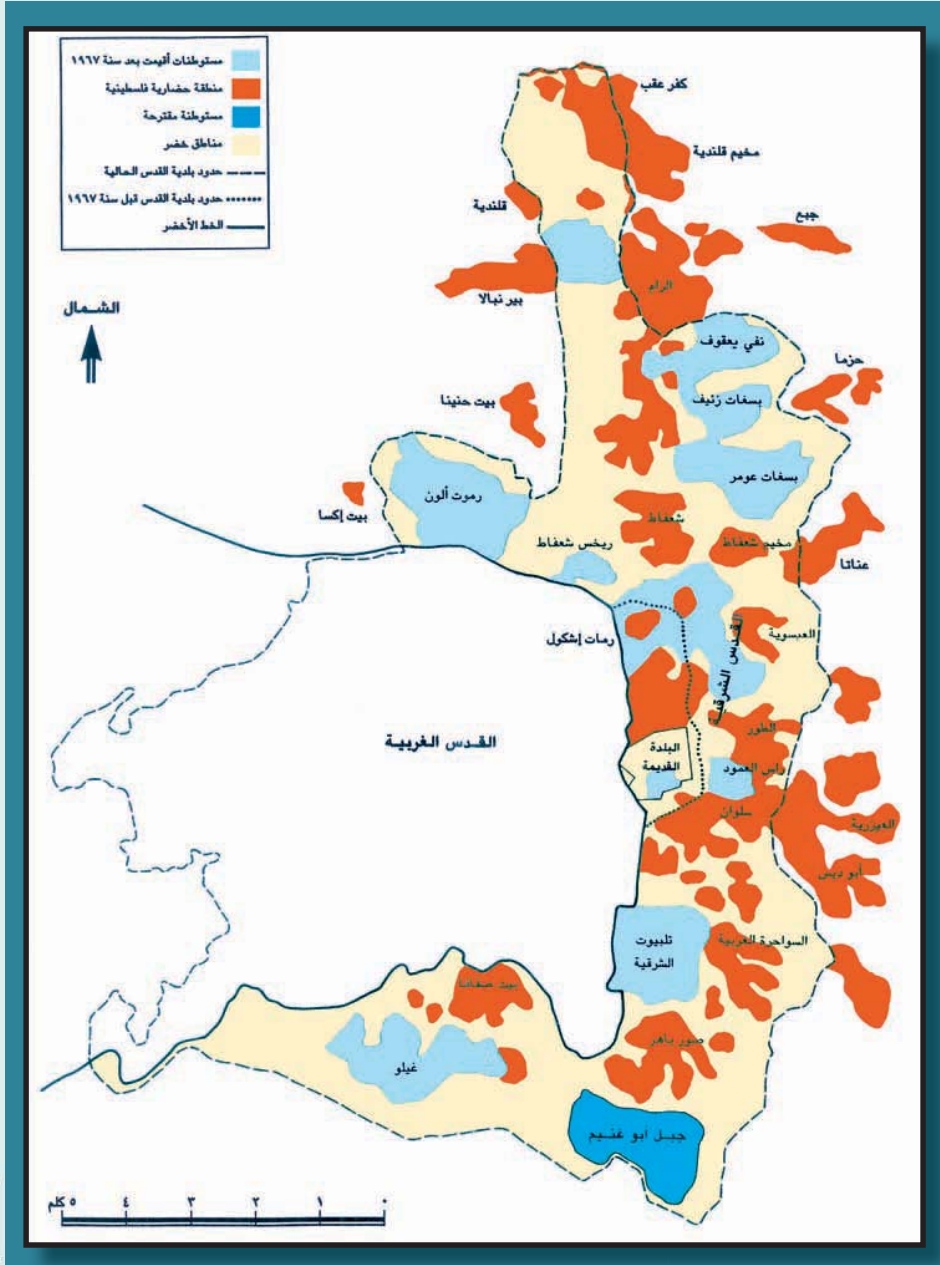 مستوطنات أقيمت بعد سنة ١٩٦٧
منطقة حضارية فلسطينية
مستوطنة مقترحة
مناطق خضر
حدود بلدية القدس الحالية
حدود بلدية القدس قبل سنة ١٩٦٧
الخط الأخضر
كفر عقب
مخيم قلندية
قلندية
جبع
الرام
بير نبالا
الشمال
نفي يعقوف
حزما
بسغات زئيف
بيت حنينا
بسغات عومر
رموت ألون
بيت إكسا
شعفاط
ريخس شعفاط
مخيم شعفاط
عناتا
القدس الشرقية
رمات إشكول
العيسوية
القدس الغربية
الطور
البلدة
القديمة
راس العمود
سلوان
العيزرية
أبو ديس
تلبيوت
الشرقية
السواحرة الغربية
بيت صفافا
صور باهر
غيلو
جبل أبو غنيم
٥ كلم ٤ ٣ ٢ ١ ٠